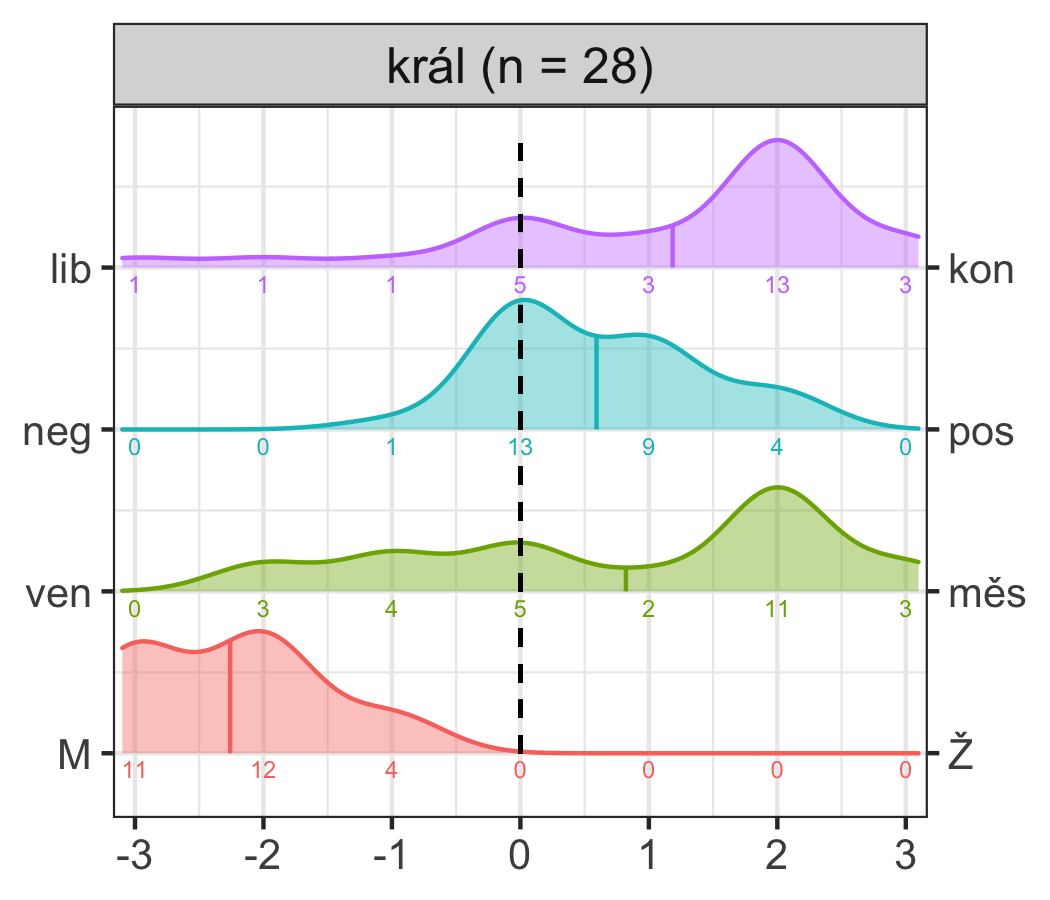 král (n = 28)
lib kon
1 1 1 5 3 13 3
neg pos
0 0 1 13 9 4 0
ven měs
0 3 4 5 2 11 3
M Ž
11 12 4 0 0 0 0
-3 -2 -1 0 1 2 3